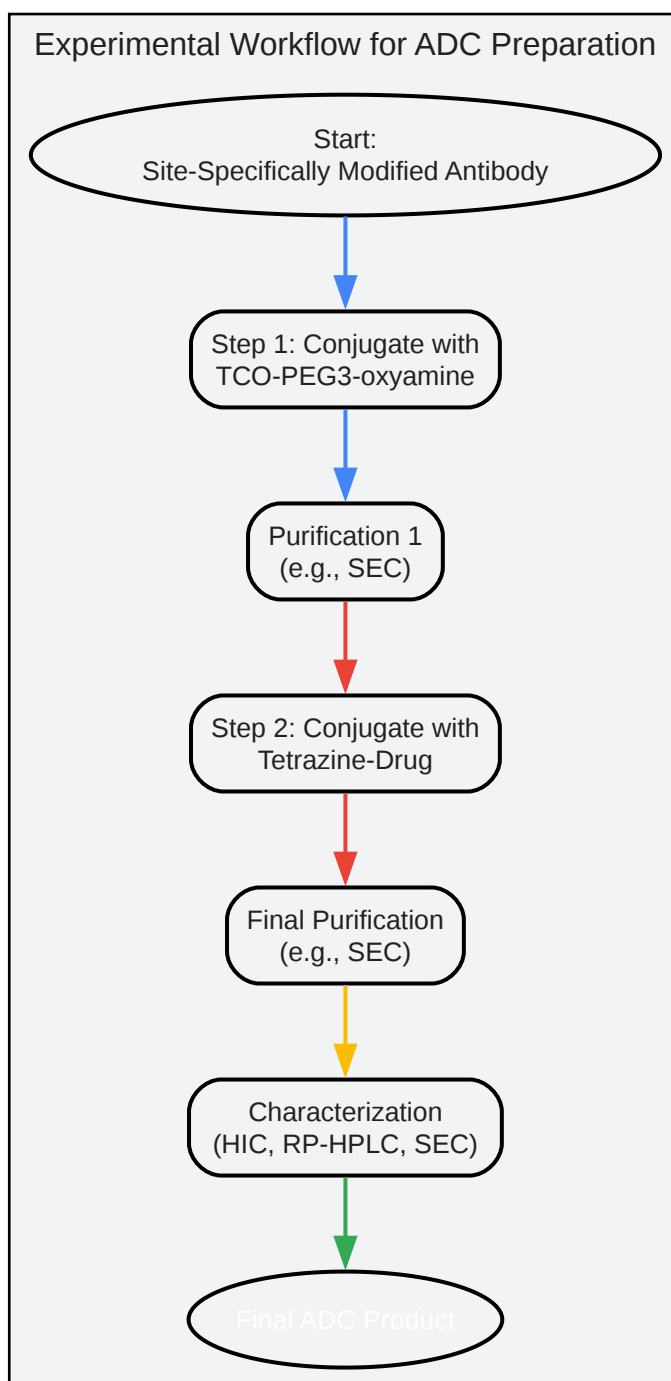 Experimental Workflow for ADC Preparation
Start:
Site-Specifically Modified Antibody
Step 1: Conjugate with
TCO-PEG3-oxyamine
Purification 1
(e.g., SEC)
Step 2: Conjugate with
Tetrazine-Drug
Final Purification
(e.g., SEC)
Characterization
(HIC, RP-HPLC, SEC)
Final ADC Product